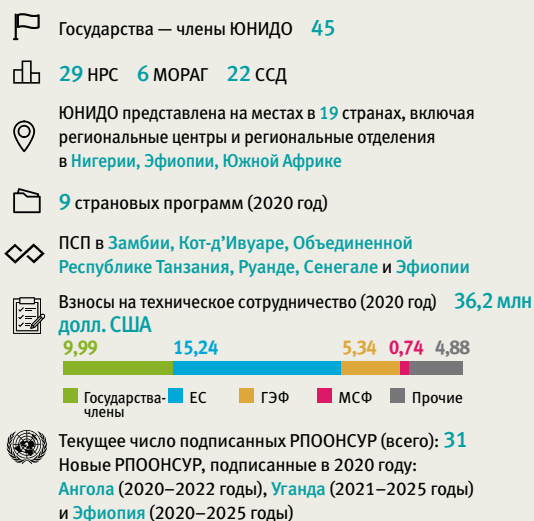 Государства — члены ЮНИДО 45
29 НРС 6 МОРАГ 22 ССД
ЮНИДО представлена на местах в 19 странах, включая
региональные центры и региональные отделения
в Нигерии, Эфиопии, Южной Африке
9 страновых программ (2020 год)
ПСП в Замбии, Кот-д’Ивуаре, Объединенной
Республике Танзания, Руанде, Сенегале и Эфиопии
Взносы на техническое сотрудничество (2020 год) 36,2 млн
долл. США
9,99 15,24 5,34 0,74 4,88
Государства- ЕС ГЭФ МСФ Прочие
члены
Текущее число подписанных РПООНСУР (всего): 31
Новые РПООНСУР, подписанные в 2020 году:
Ангола (2020–2022 годы), Уганда (2021–2025 годы)
и Эфиопия (2020–2025 годы)